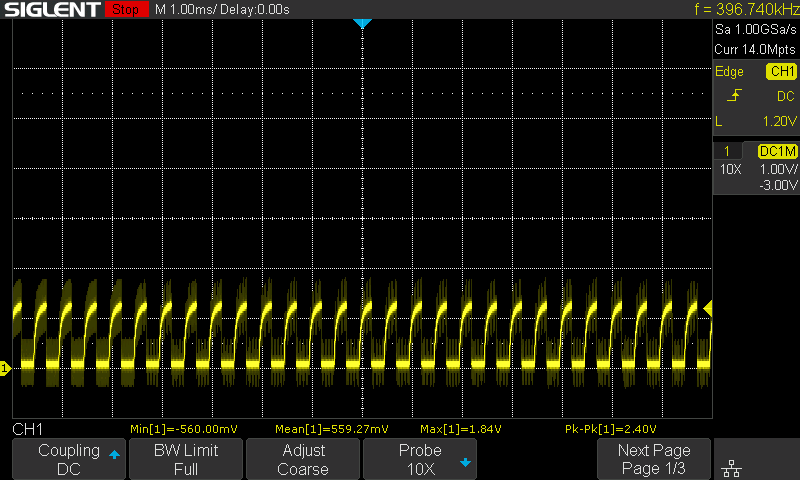 SIGLENT Stop M 1.00ms/ Delay:0.00s f = 396.740kHz
Sa 1.00GSa/s
Curr 14.0Mpts
Edge CH1
DC
L 1.20V
1 DC1M
10X 1.00V/
-3.00V
1
CH1 Min[1]=-560.00mV Mean[1]=559.27mV Max[1]=1.84V Pk-Pk[1]=2.40V
Coupling BW Limit Adjust Probe Next Page
DC Full Coarse 10X Page 1/3